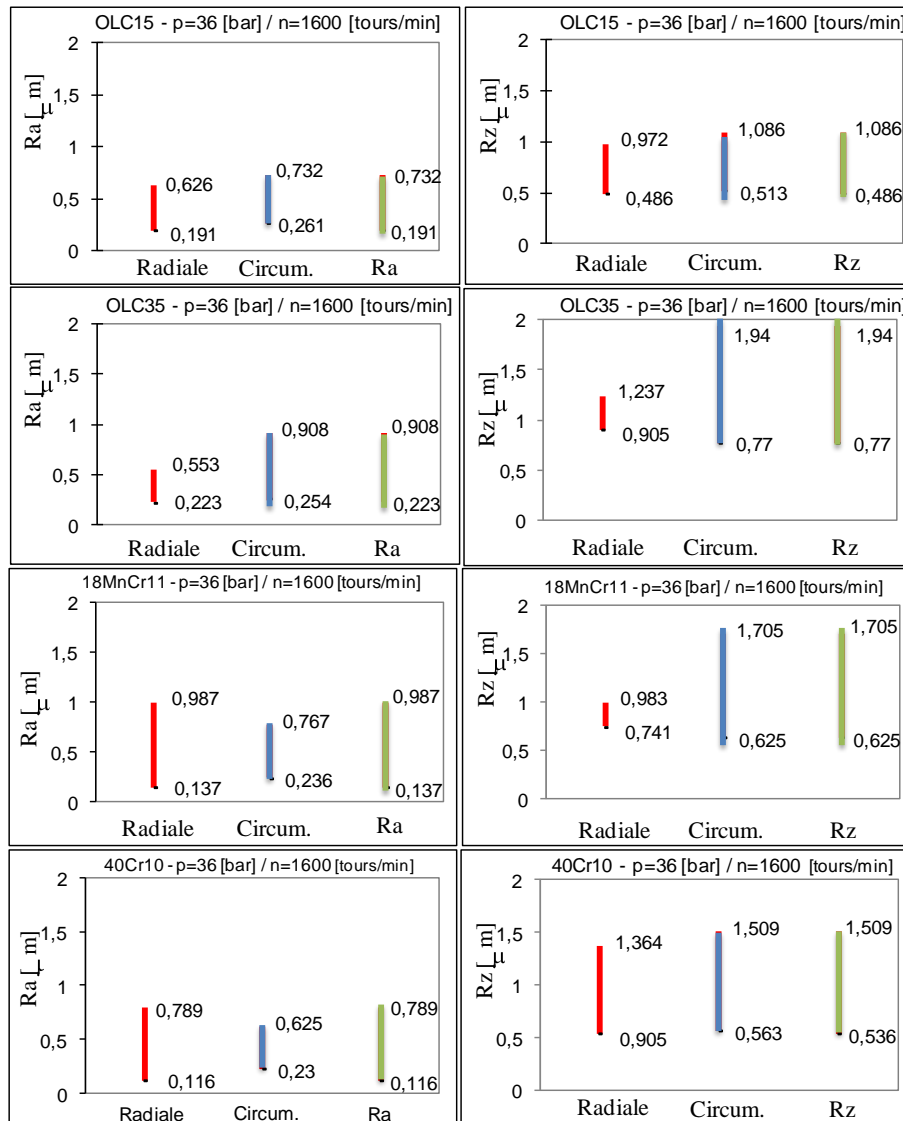 OLC15 - p=36 [bar] / n=1600 [tours/min]
Ra [_m]
μ
2
1,5
1
0,5
0
0,626
0,191
0,732
0,261
0,732
0,191
Radiale Circum. Ra
OLC15 - p=36 [bar] / n=1600 [tours/min]
Rz [_m]
μ
2
1,5
1
0,5
0
0,972
0,486
1,086
0,513
1,086
0,486
Radiale Circum. Rz
OLC35 - p=36 [bar] / n=1600 [tours/min]
Ra [_m]
μ
2
1,5
1
0,5
0
0,553
0,223
0,908
0,254
0,908
0,223
Radiale Circum. Ra
OLC35 - p=36 [bar] / n=1600 [tours/min]
Rz [_m]
μ
2
1,5
1
0,5
0
1,237
0,905
1,94
0,77
1,94
0,77
Radiale Circum. Rz
18MnCr11 - p=36 [bar] / n=1600 [tours/min]
Ra [_m]
μ
2
1,5
1
0,5
0
0,987
0,137
0,767
0,236
0,987
0,137
Radiale Circum. Ra
18MnCr11 - p=36 [bar] / n=1600 [tours/min]
Rz [_m]
μ
2
1,5
1
0,5
0
0,983
0,741
1,705
0,625
1,705
0,625
Radiale Circum. Rz
40Cr10 - p=36 [bar] / n=1600 [tours/min]
Ra [_m]
μ
2
1,5
1
0,5
0
0,789
0,116
0,625
0,23
0,789
0,116
Radiale Circum. Ra
40Cr10 - p=36 [bar] / n=1600 [tours/min]
Rz [_m]
μ
2
1,5
1
0,5
0
1,364
0,905
1,509
0,563
1,509
0,536
Radiale Circum. Rz